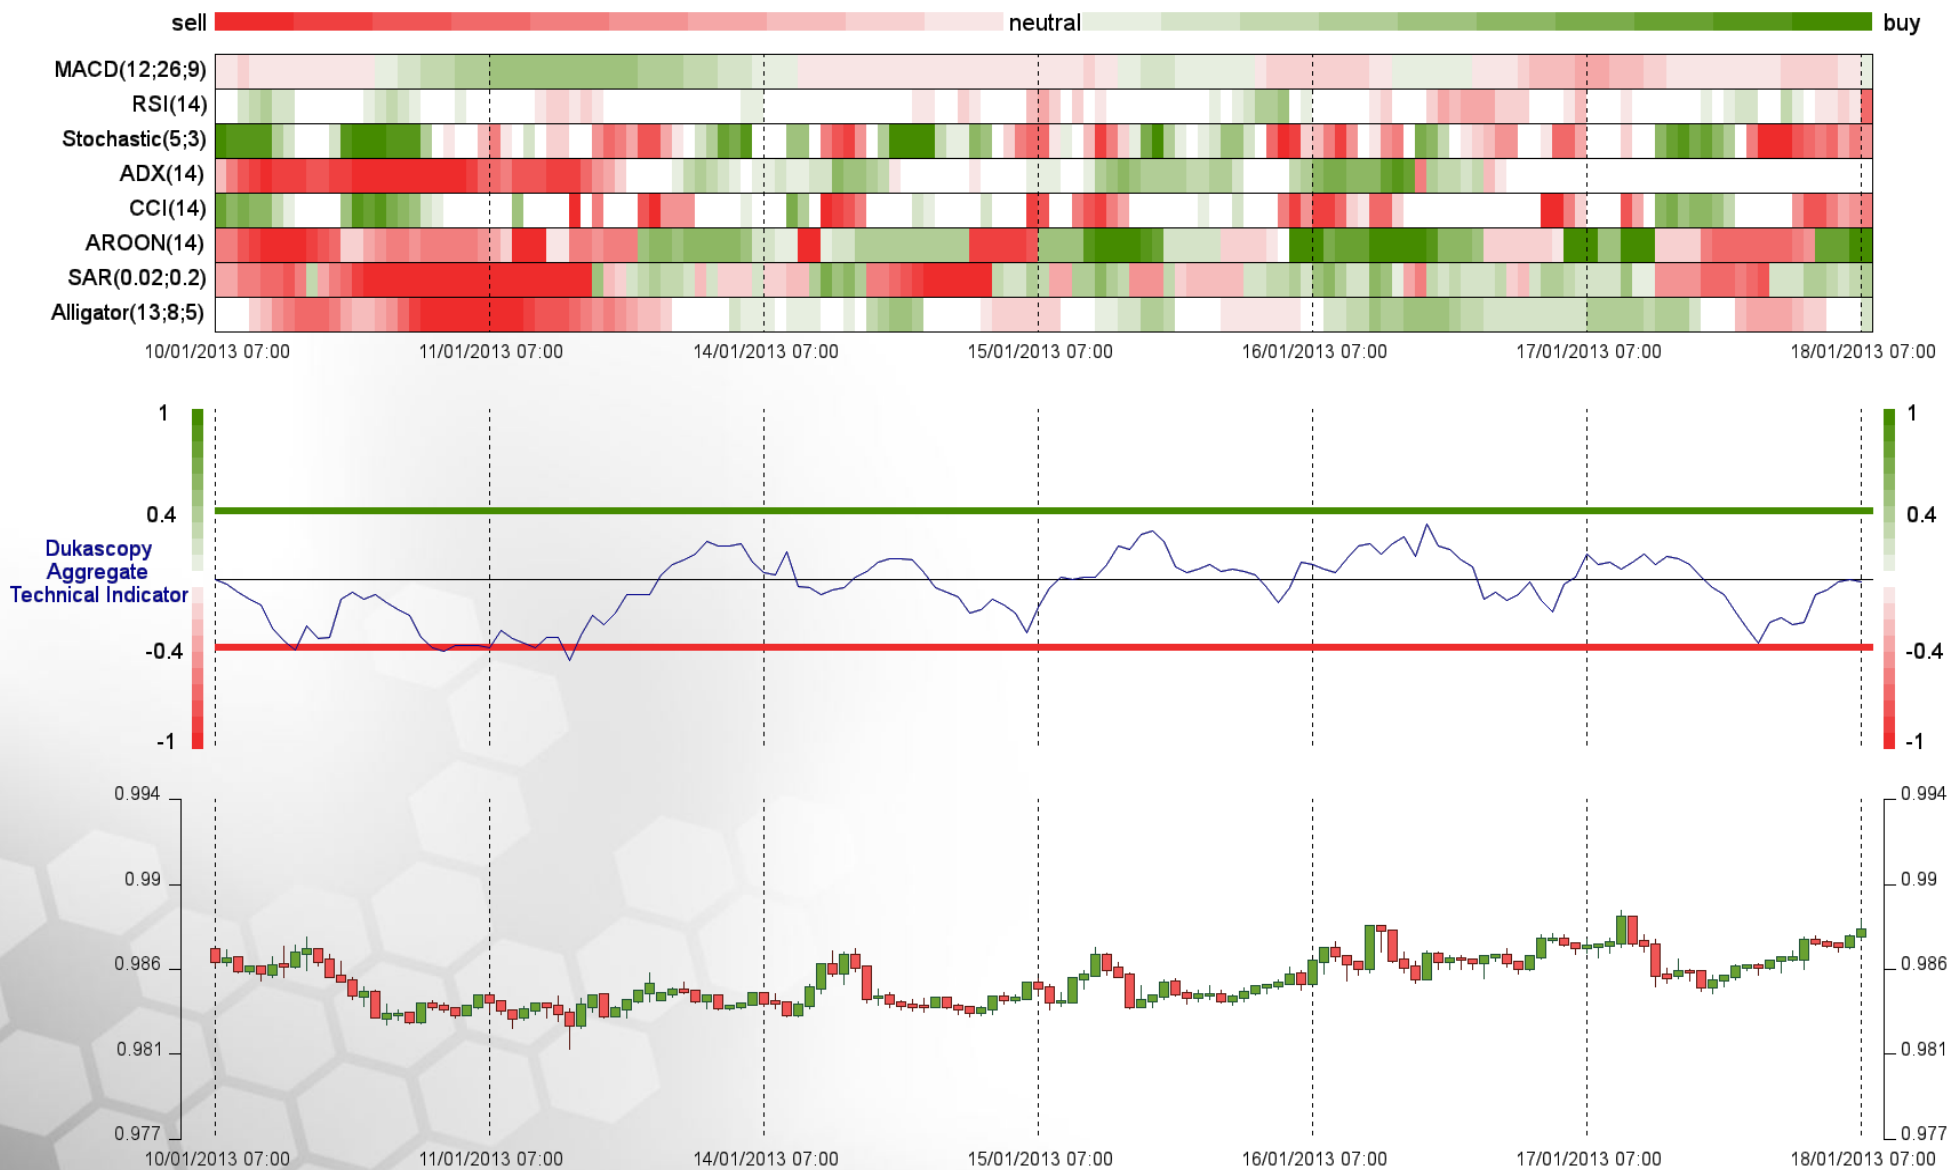 sell neutral buy
MACD(12;26;9)
RSI(14)
Stochastic(5;3)
ADX(14)
CCI(14)
AROON(14)
SAR(0.02;0.2)
Alligator(13;8;5)
10/01/2013 07:00 11/01/2013 07:00 14/01/2013 07:00 15/01/2013 07:00 16/01/2013 07:00 17/01/2013 07:00 18/01/2013 07:00
1 1
0.4 0.4
Dukascopy
Aggregate
Technical Indicator
-0.4 -0.4
-1 -1
0.994 0.994
0.99 0.99
0.986 0.986
0.981 0.981
0.977 0.977
10/01/2013 07:00 11/01/2013 07:00 14/01/2013 07:00 15/01/2013 07:00 16/01/2013 07:00 17/01/2013 07:00 18/01/2013 07:00